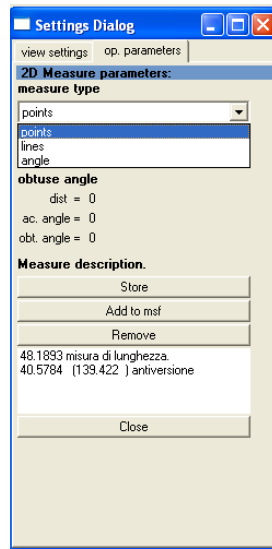 Settings Dialog
view settings op. parameters
2D Measure parameters:
measure type
points
points
lines
angle
obtuse angle
dist = 0
ac. angle = 0
obt. angle = 0
Measure description.
Store
Add to msf
Remove
48.1893 misura di lunghezza.
40.5784 (139.422 ) antiversione
Close